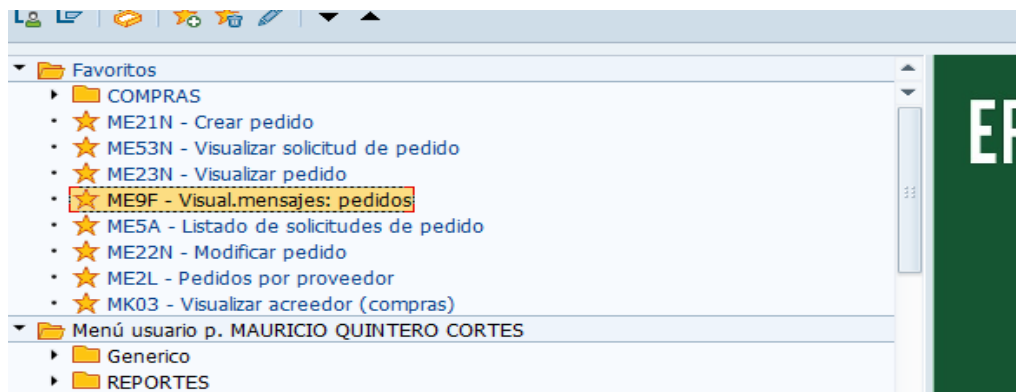 Favoritos
COMPRAS
ME21N - Crear pedido
ME53N - Visualizar solicitud de pedido
ME23N - Visualizar pedido
ME9F - Visual.mensajes: pedidos
ME5A - Listado de solicitudes de pedido
ME22N - Modificar pedido
ME2L - Pedidos por proveedor
MK03 - Visualizar acreedor (compras)
Menú usuario p. MAURICIO QUINTERO CORTES
Generico
REPORTES